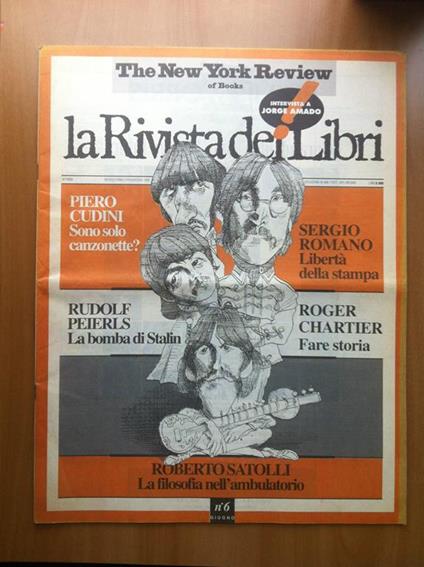 The New York Review
of Books
INTERVISTA A
JORGE AMADO
la Rivista dei Libri
PIERO
CUDINI
Sono solo
canzonette?
SERGIO
ROMANO
Libertà
della stampa
RUDOLF
PEIERLS
La bomba di Stalin
ROGER
CHARTIER
Fare storia
ROBERTO SATOLLI
La filosofia nell'ambulatorio
n°6
GIUGNO